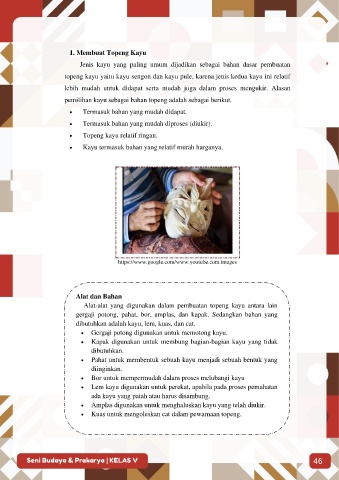 1. Membuat Topeng Kayu
Jenis kayu yang paling umum dijadikan sebagai bahan dasar pembuatan
topeng kayu yaitu kayu sengon dan kayu pule, karena jenis kedua kayu ini relatif
lebih mudah untuk didapat serta mudah juga dalam proses mengukir. Alasan
pemilihan kayu sebagai bahan topeng adalah sebagai berikut.
• Termasuk bahan yang mudah didapat.
• Termasuk bahan yang mudah diproses (diukir).
• Topeng kayu relatif ringan.
• Kayu termasuk bahan yang relatif murah harganya.
https://www.google.com/www.youtube.com images
Alat dan Bahan
Alat-alat yang digunakan dalam pembuatan topeng kayu antara lain
gergaji potong, pahat, bor, amplas, dan kapak. Sedangkan bahan yang
dibutuhkan adalah kayu, lem, kuas, dan cat.
• Gergaji potong digunakan untuk memotong kayu.
• Kapak digunakan untuk membung bagian-bagian kayu yang tidak
dibutuhkan.
• Pahat untuk membentuk sebuah kayu menjadi sebuah bentuk yang
diinginkan.
• Bor untuk mempermudah dalam proses melubangi kayu
• Lem kayu digunakan untuk perekat, apabila pada proses pemahatan
ada kayu yang patah atau harus disambung.
• Amplas digunakan untuk menghaluskan kayu yang telah diukir.
• Kuas untuk mengoleskan cat dalam pewarnaan topeng.
Seni Budaya & Prakarya | KELAS V
46